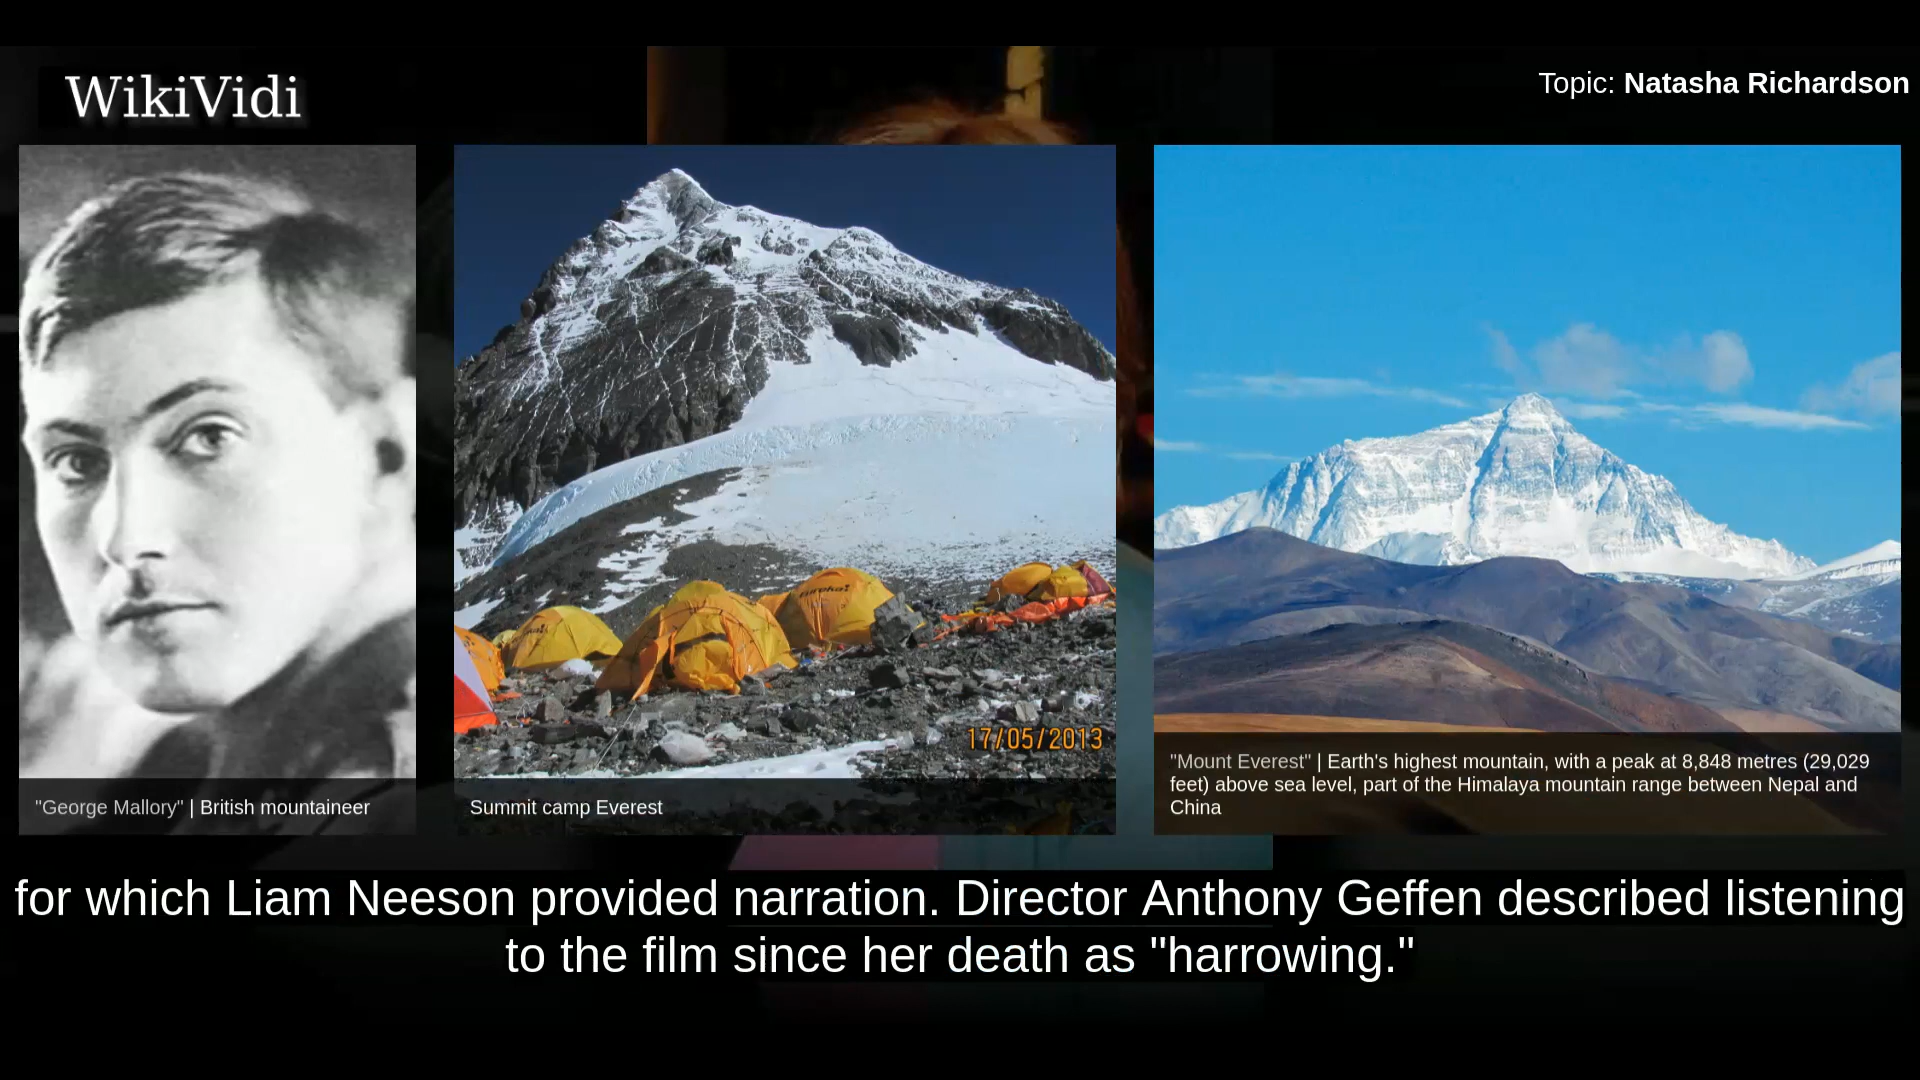 WikiVidi
Topic: Natasha Richardson
Eureka!
17/05/2013
"George Mallory" | British mountaineer
Summit camp Everest
"Mount Everest" | Earth's highest mountain, with a peak at 8,848 metres (29,029
feet) above sea level, part of the Himalaya mountain range between Nepal and
China
for which Liam Neeson provided narration. Director Anthony Geffen described listening
to the film since her death as "harrowing."